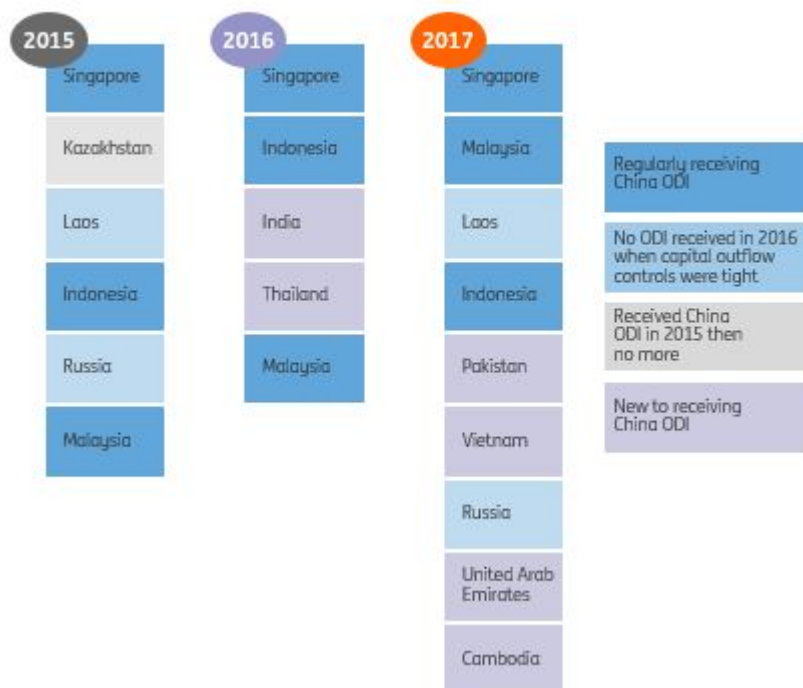 2015
Singapore
Kazakhstan
Laos
Indonesia
Russia
Malaysia
2016
Singapore
Indonesia
India
Thailand
Malaysia
2017
Singapore
Malaysia
Laos
Indonesia
Pakistan
Vietnam
Russia
United Arab
Emirates
Cambodia
Regularly receiving
China ODI
No ODI received in 2016
when capital outflow
controls were tight
Received China
ODI in 2015 then
no more
New to receiving
China ODI